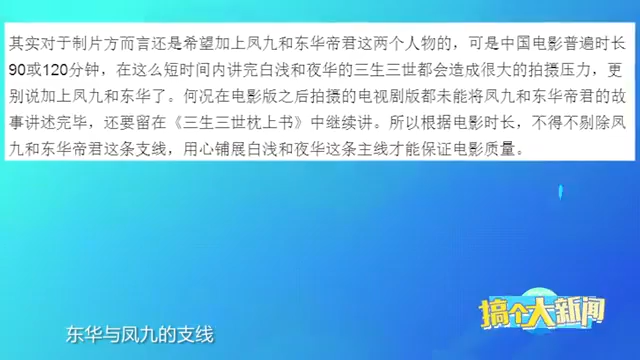 其实对于制片方而言还是希望加上凤九和东华帝君这两个人物的，可是中国电影普遍时长
90或120分钟，在这么短时间内讲完白浅和夜华的三生三世都会造成很大的拍摄压力，更
别说加上凤九和东华了。何况在电影版之后拍摄的电视剧版都未能将凤九和东华帝君的故
事讲述完毕，还要留在《三生三世枕上书》中继续讲。所以根据电影时长，不得不剔除凤
九和东华帝君这条支线，用心铺展白浅和夜华这条主线才能保证电影质量。
搞个大新闻
东华与凤九的支线